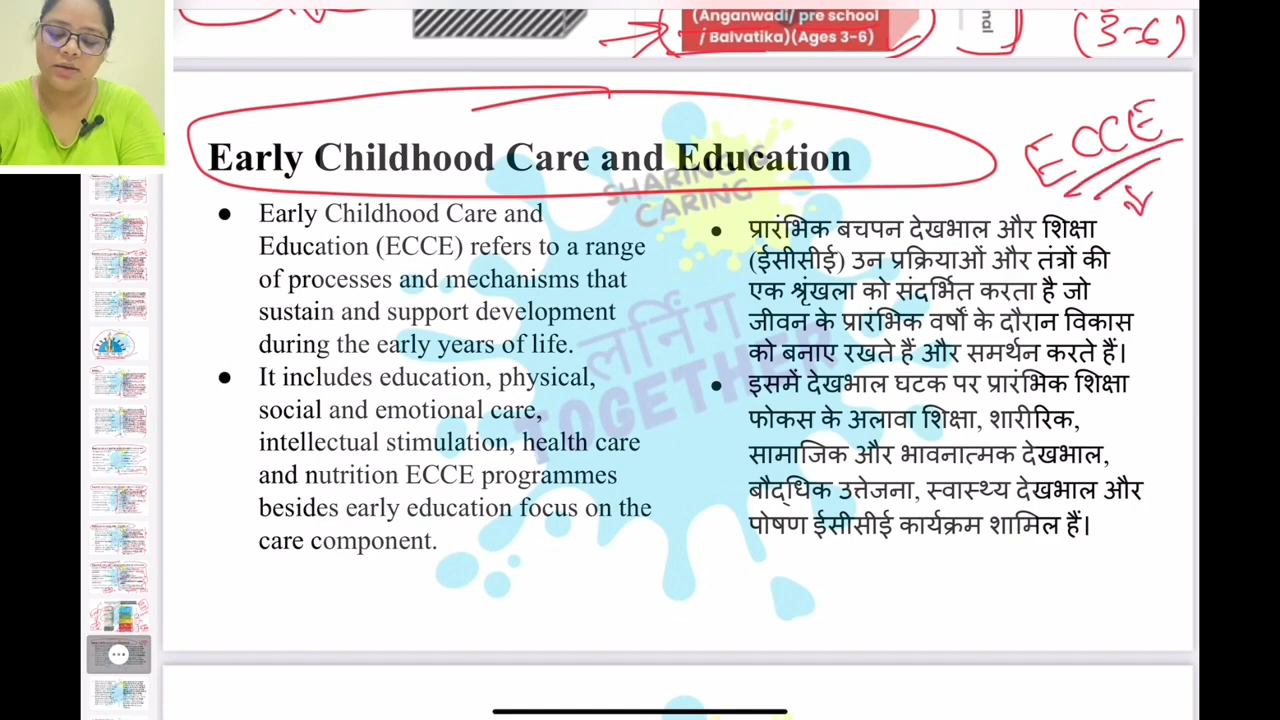 (Anganwadi/ pre school
/ Balvatika)(Ages 3-6)
nal
(3-6)
Early Childhood Care and Education
ECCE
SHARING
CARING
● Early Childhood Care and
Education (ECCE) refers to a range
of processes and mechanisms that
sustain and support development
during the early years of life.
● It includes education, physical,
social and emotional care,
intellectual stimulation, health care
and nutrition ECCE programmes
besides early education focus on the
care component.
● प्रारंभिक बचपन देखभाल और शिक्षा
(ईसीसीई) उन प्रक्रियाओं और तंत्रों की
एक श्रृंखला को संदर्भित करता है जो
जीवन के प्रारंभिक वर्षों के दौरान विकास
को बनाए रखते हैं और समर्थन करते हैं।
● इसमें देखभाल घटक पर प्रारंभिक शिक्षा
फोकस के अलावा शिक्षा, शारीरिक,
सामाजिक और भावनात्मक देखभाल,
बौद्धिक उत्तेजना, स्वास्थ्य देखभाल और
पोषण ईसीसीई कार्यक्रम शामिल हैं।
लर्निंग
TOGETHER